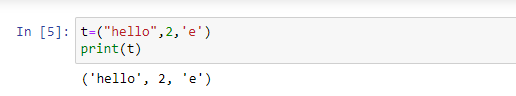 In [5]: t=("hello",2,'e')
print(t)
('hello', 2, 'e')